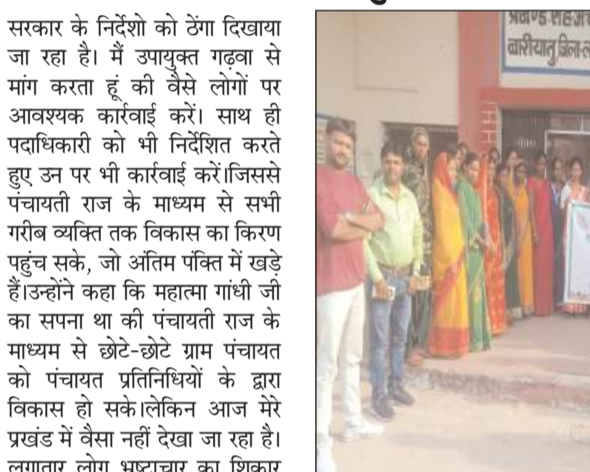 सरकार के निर्देशो को ठेंगा दिखाया
जा रहा है। मैं उपायुक्त गढ़वा से
मांग करता हूं की वैसे लोगों पर
आवश्यक कार्रवाई करें। साथ ही
पदाधिकारी को भी निर्देशित करते
हुए उन पर भी कार्रवाई करें।जिससे
पंचायती राज के माध्यम से सभी
गरीब व्यक्ति तक विकास का किरण
पहुंच सके, जो अंतिम पंक्ति में खड़े
हैं।उन्होंने कहा कि महात्मा गांधी जी
का सपना था की पंचायती राज के
माध्यम से छोटे-छोटे ग्राम पंचायत
को पंचायत प्रतिनिधियों के द्वारा
विकास हो सके।लेकिन आज मेरे
प्रखंड में वैसा नहीं देखा जा रहा है।
लगातार लोग भ्रष्टाचार का शिकार
बारीयातु,जिला-